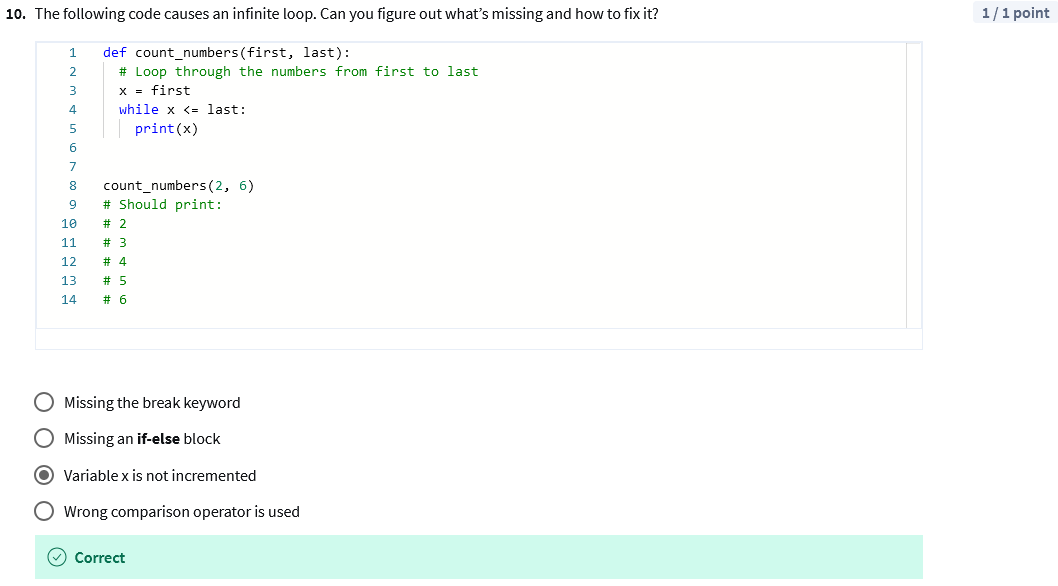 10. The following code causes an infinite loop. Can you figure out what’s missing and how to fix it?
1 / 1 point
1 def count_numbers(first, last):
2   # Loop through the numbers from first to last
3   x = first
4   while x <= last:
5     print(x)
6
7
8 count_numbers(2, 6)
9 # Should print:
10 # 2
11 # 3
12 # 4
13 # 5
14 # 6
Missing the break keyword
Missing an if-else block
Variable x is not incremented
Wrong comparison operator is used
Correct